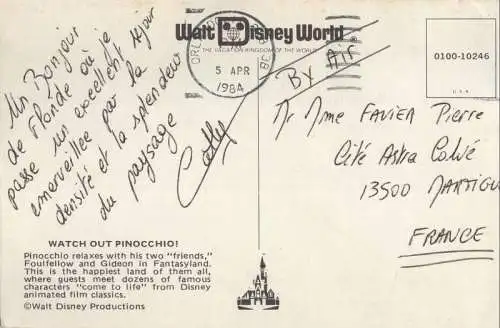 Walt Disney World
THE VACATION KINGDOM OF THE WORLD
5 APR
1984
0100-10246
U.S.A.
By Air
Un Bonjour
de Floride où je
passe un excellent séjour
émerveillée par la
densité et la splendeur
du paysage
Cathy
Mr Mme FAVIER Pierre
Cité Astra Calvé
13500 MARTIGU
FRANCE
WATCH OUT PINOCCHIO!
Pinocchio relaxes with his two "friends,"
Foulfellow and Gideon in Fantasyland.
This is the happiest land of them all,
where guests meet dozens of famous
characters "come to life" from Disney
animated film classics.
©Walt Disney Productions